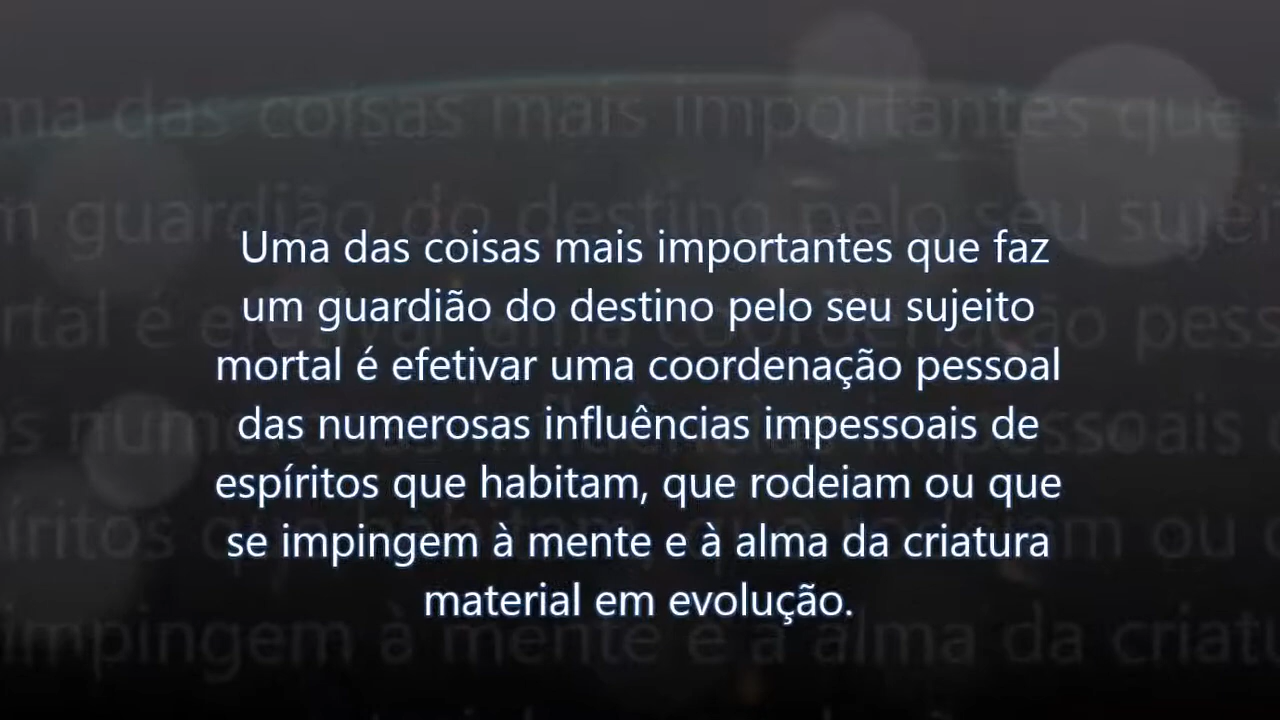 Uma das coisas mais importantes que faz
um guardião do destino pelo seu sujeito
mortal é efetivar uma coordenação pessoal
das numerosas influências impessoais de
espíritos que habitam, que rodeiam ou que
se impingem à mente e à alma da criatura
material em evolução.